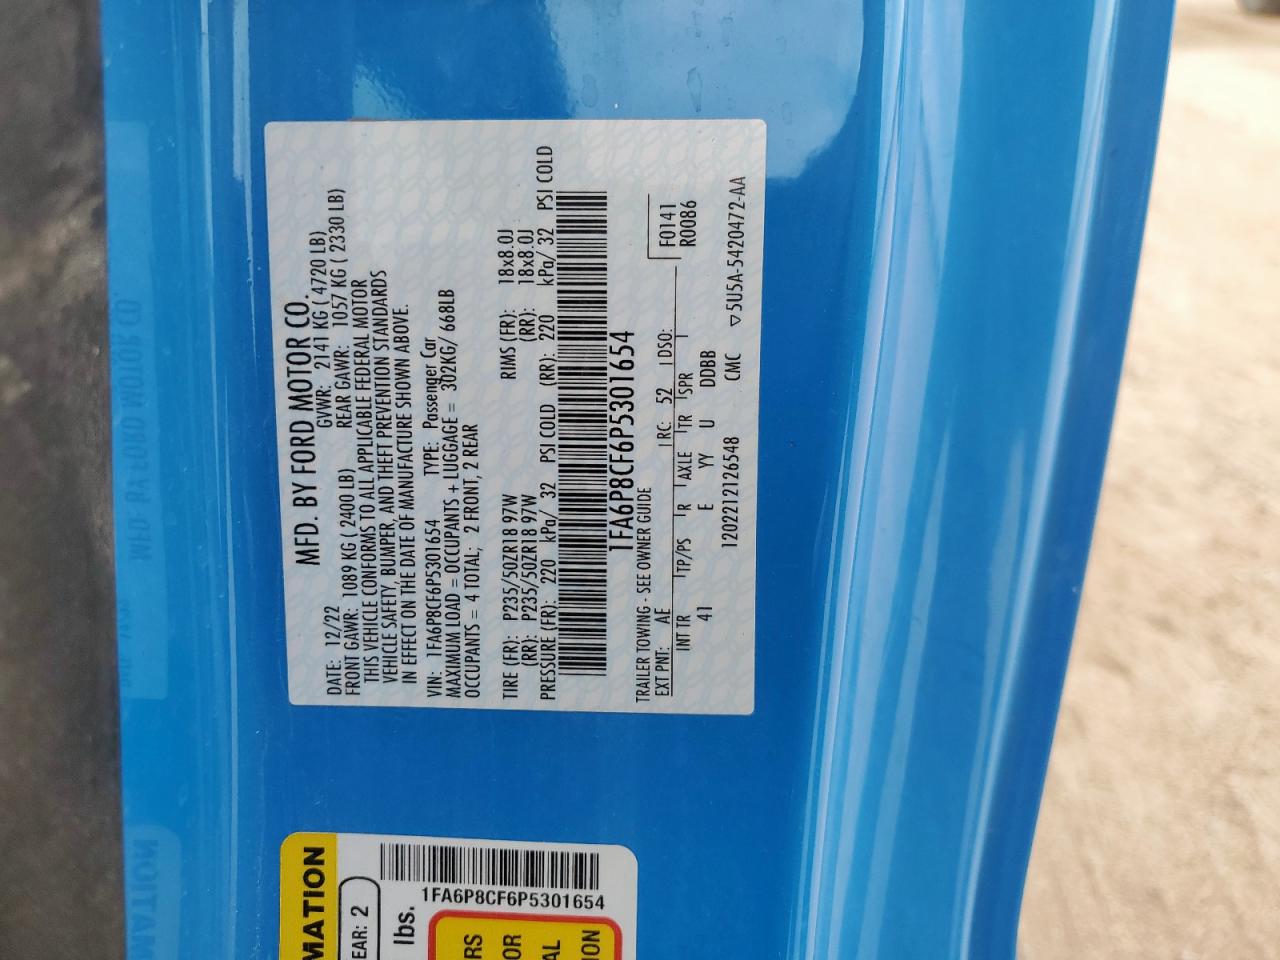 MFD. BY FORD MOTOR CO.
DATE: 12/22 GVWR: 2141 KG ( 4720 LB)
FRONT GAWR: 1089 KG ( 2400 LB) REAR GAWR: 1057 KG ( 2330 LB)
THIS VEHICLE CONFORMS TO ALL APPLICABLE FEDERAL MOTOR
VEHICLE SAFETY, BUMPER, AND THEFT PREVENTION STANDARDS
IN EFFECT ON THE DATE OF MANUFACTURE SHOWN ABOVE.
VIN: 1FA6P8CF6P5301654 TYPE: Passenger Car
MAXIMUM LOAD = OCCUPANTS + LUGGAGE = 302KG/ 668LB
OCCUPANTS = 4 TOTAL; 2 FRONT, 2 REAR
TIRE (FR): P235/50ZR18 97W RIMS (FR): 18x8.0J
(RR): P235/50ZR18 97W (RR): 18x8.0J
PRESSURE (FR): 220 kPa/ 32 PSI COLD (RR): 220 kPa/ 32 PSI COLD
1FA6P8CF6P5301654
TRAILER TOWING - SEE OWNER GUIDE
EXT PNT: AE RC: 52 DSO: F0141
INT TR TP/PS R AXLE TR SPR R0086
41 E YY U DDBB
1202212126548 CMC ▽5U5A-5420472-AA
MATION
EAR: 2
lbs.
1FA6P8CF6P5301654
RS
OR
AL
ION